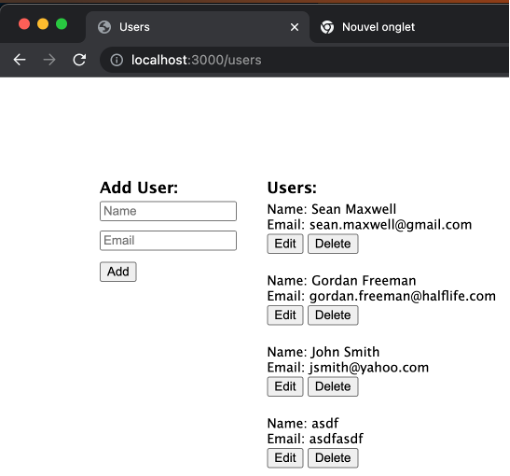 Users
Nouvel onglet
localhost:3000/users
Add User:
Name
Email
Add
Users:
Name: Sean Maxwell
Email: sean.maxwell@gmail.com
Edit Delete
Name: Gordan Freeman
Email: gordan.freeman@halflife.com
Edit Delete
Name: John Smith
Email: jsmith@yahoo.com
Edit Delete
Name: asdf
Email: asdfasdf
Edit Delete